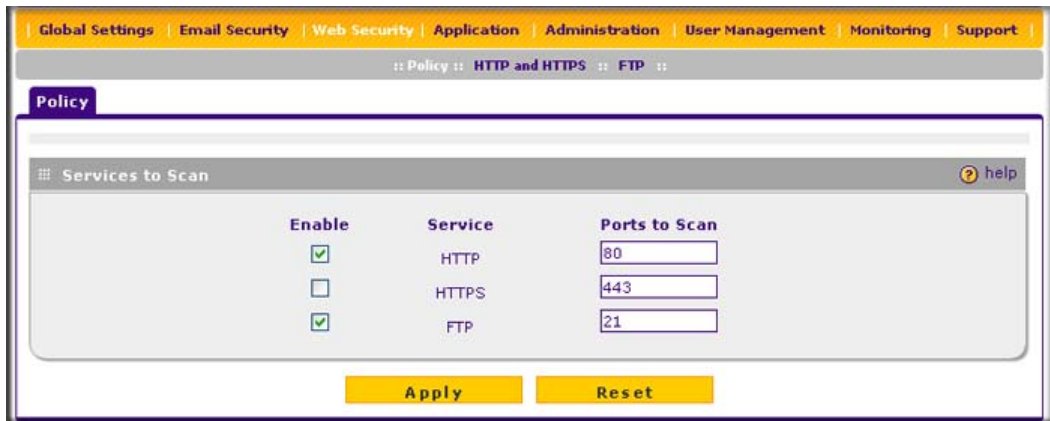 Global Settings | Email Security | Web Security | Application | Administration | User Management | Monitoring | Support
:: Policy :: HTTP and HTTPS :: FTP ::
Policy
Services to Scan help
Enable Service Ports to Scan
HTTP 80
HTTPS 443
FTP 21
Apply Reset